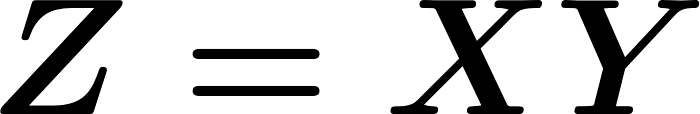 Z = XY